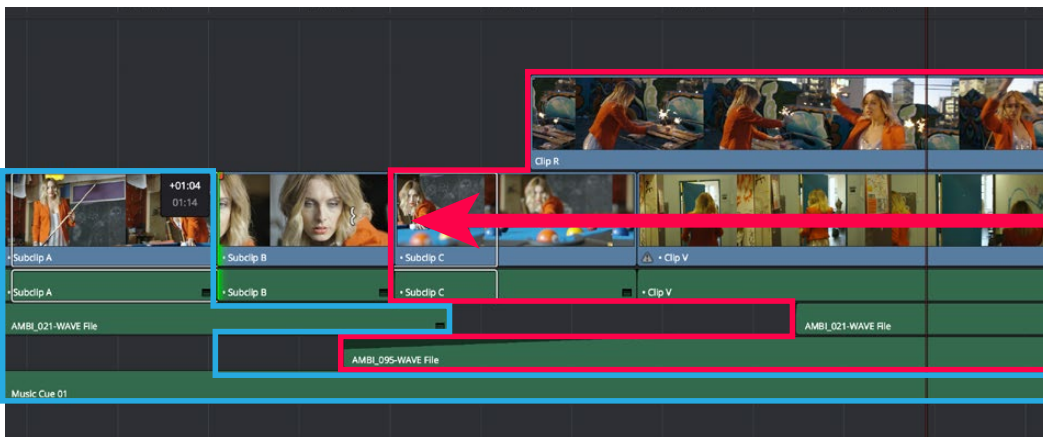 Clip R
+01:04
01:14
• Subclip A
• Subclip B
• Subclip C
• Clip V
• Subclip A
• Subclip B
• Subclip C
• Clip V
AMBI_021-WAVE File
AMBI_021-WAVE File
AMBI_095-WAVE File
Music Cue 01